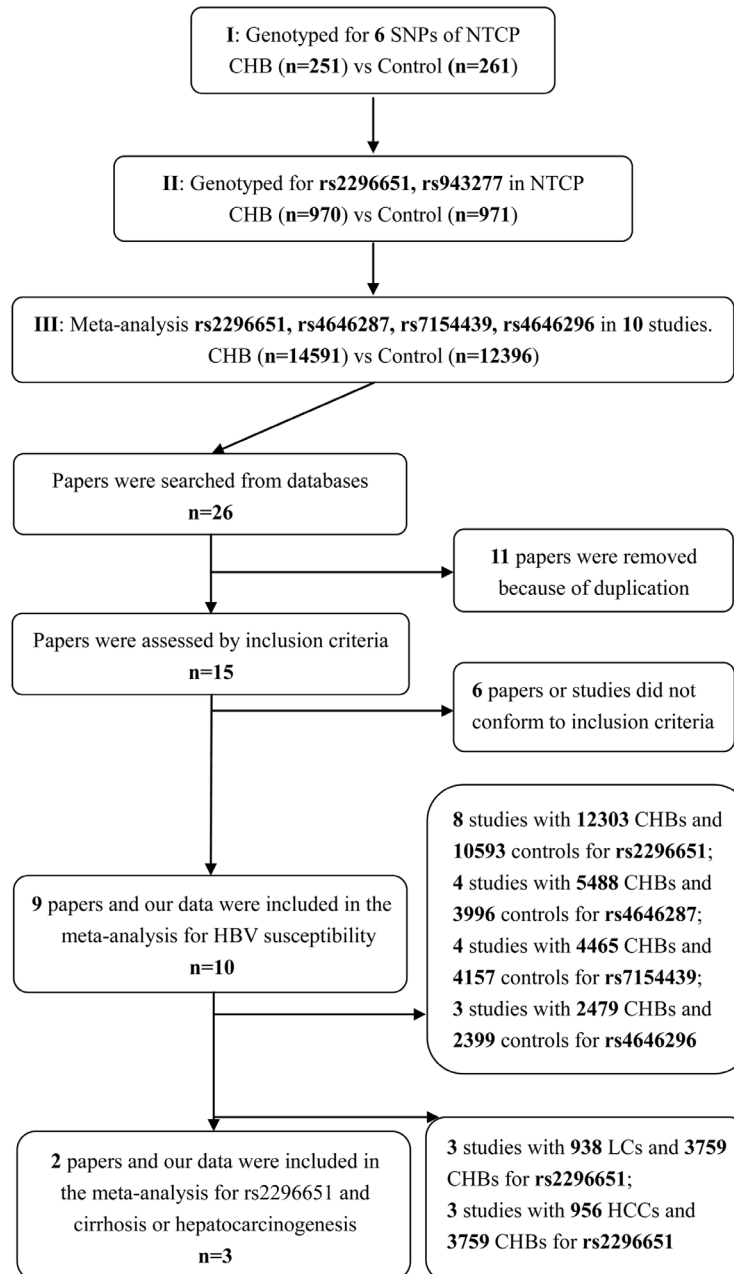 I: Genotyped for 6 SNPs of NTCP
CHB (n=251) vs Control (n=261)
II: Genotyped for rs2296651, rs943277 in NTCP
CHB (n=970) vs Control (n=971)
III: Meta-analysis rs2296651, rs4646287, rs7154439, rs4646296 in 10 studies.
CHB (n=14591) vs Control (n=12396)
Papers were searched from databases
n=26
11 papers were removed
because of duplication
Papers were assessed by inclusion criteria
n=15
6 papers or studies did not
conform to inclusion criteria
8 studies with 12303 CHBs and
10593 controls for rs2296651;
4 studies with 5488 CHBs and
3996 controls for rs4646287;
4 studies with 4465 CHBs and
4157 controls for rs7154439;
3 studies with 2479 CHBs and
2399 controls for rs4646296
9 papers and our data were included in the
meta-analysis for HBV susceptibility
n=10
2 papers and our data were included in
the meta-analysis for rs2296651 and
cirrhosis or hepatocarcinogenesis
n=3
3 studies with 938 LCs and 3759
CHBs for rs2296651;
3 studies with 956 HCCs and
3759 CHBs for rs2296651